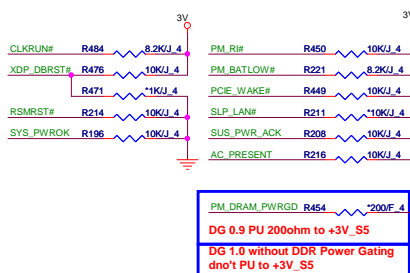 3V
3V
CLKRUN# R484 8.2K/J_4
XDP_DBRST# R476 10K/J_4
R471 *1K/J_4
RSMRST# R214 10K/J_4
SYS_PWROK R196 10K/J_4
PM_RI# R450 10K/J_4
PM_BATLOW# R221 8.2K/J_4
PCIE_WAKE# R449 10K/J_4
SLP_LAN# R211 *10K/J_4
SUS_PWR_ACK R208 10K/J_4
AC_PRESENT R216 10K/J_4
PM_DRAM_PWRGD R454 *200/F_4
DG 0.9 PU 200ohm to +3V_S5
DG 1.0 without DDR Power Gating
dno't PU to +3V_S5